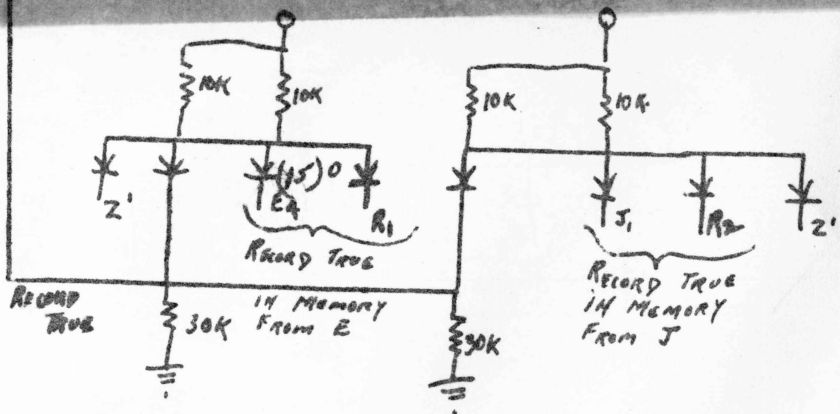 10K
10K
10K
10K
Z'
E4
(15)0
R1
RECORD TRUE
IN MEMORY
FROM E
J1
R2
Z'
RECORD TRUE
IN MEMORY
FROM J
RECORD
TRUE
30K
30K